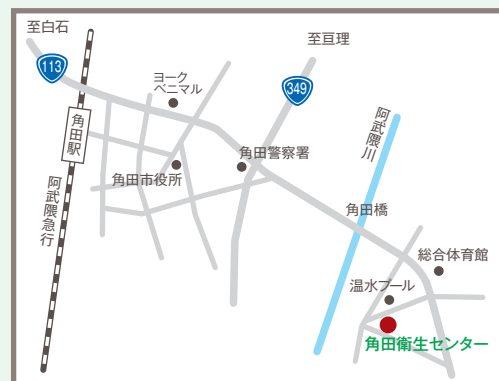 至白石
至亘理
113
ヨーク
ベニマル
349
角田駅
阿武隈川
角田警察署
角田市役所
阿武隈急行
角田橋
総合体育館
温水プール
角田衛生センター